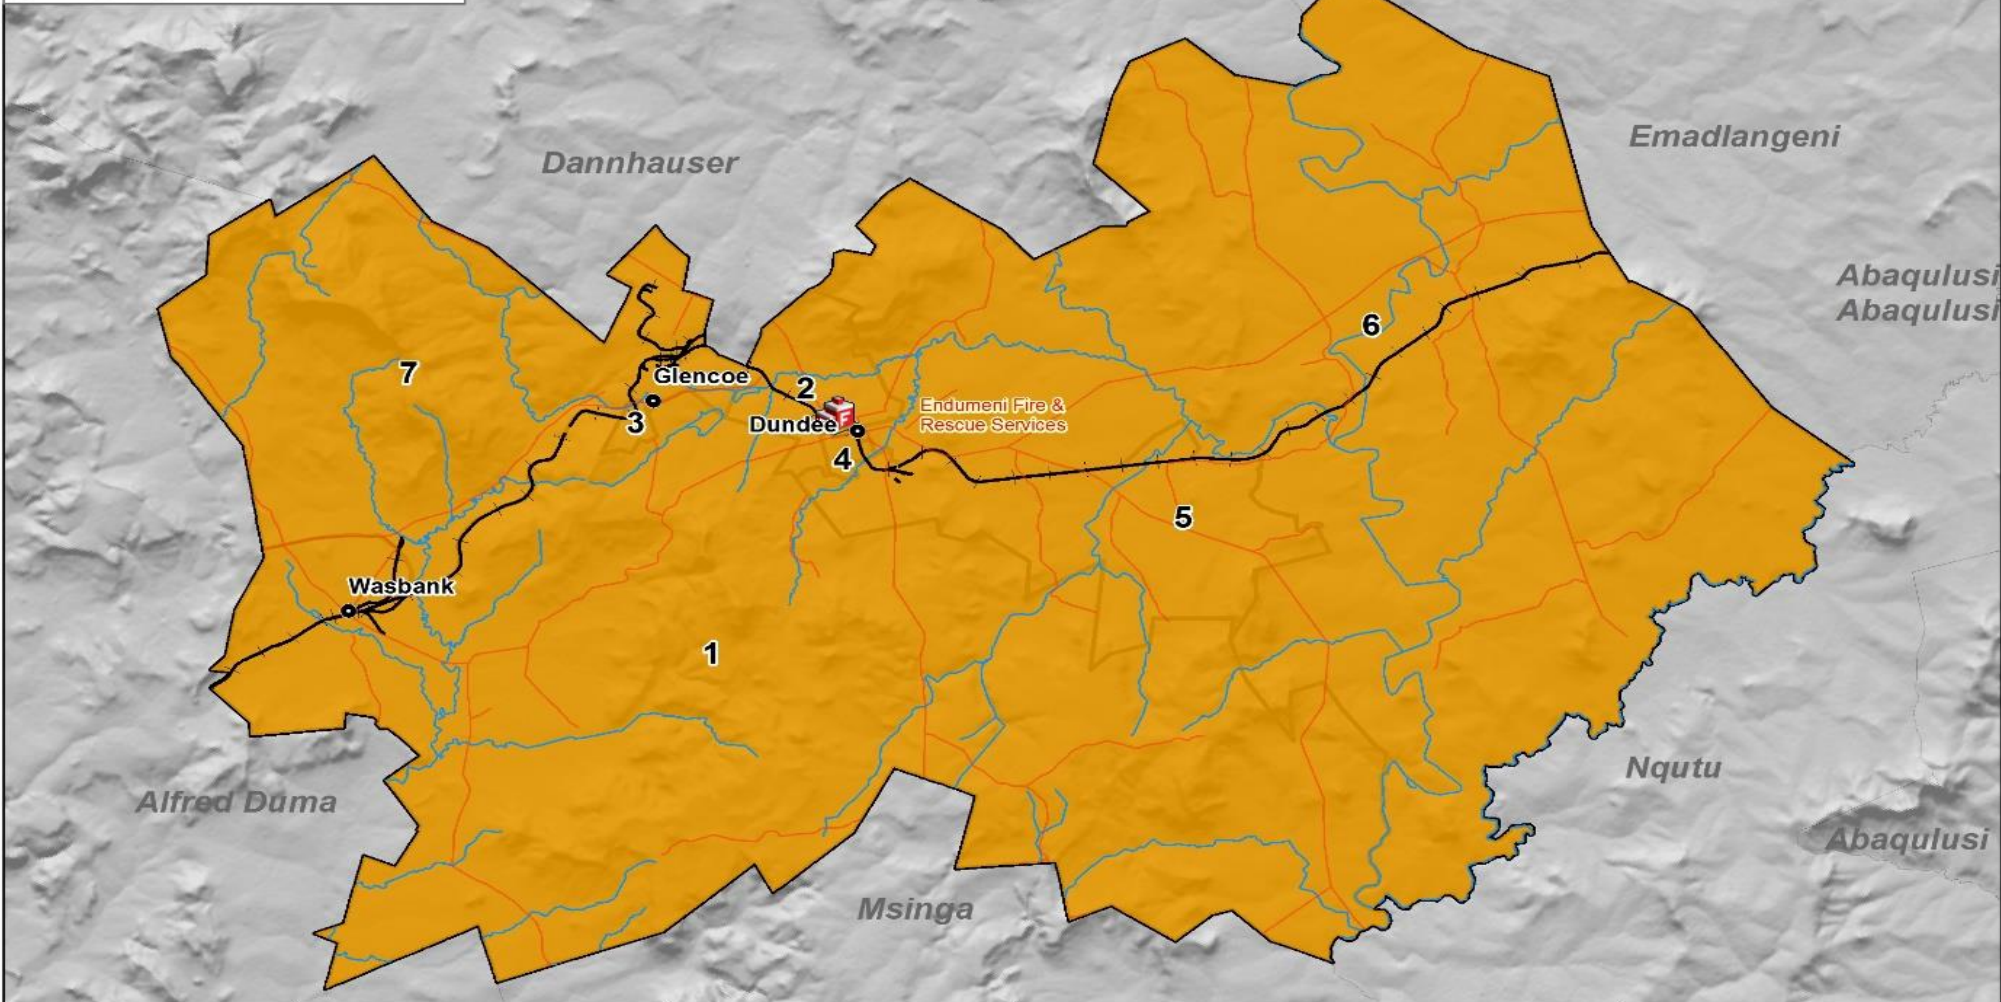 Emadlangeni
Dannhauser
Abaqulusi
Abaqulusi
6
7
Glencoe
2
3
Dundee
Endumeni Fire &
Rescue Services
4
5
Wasbank
1
Nqutu
Alfred Duma
Abaqulusi
Msinga
F